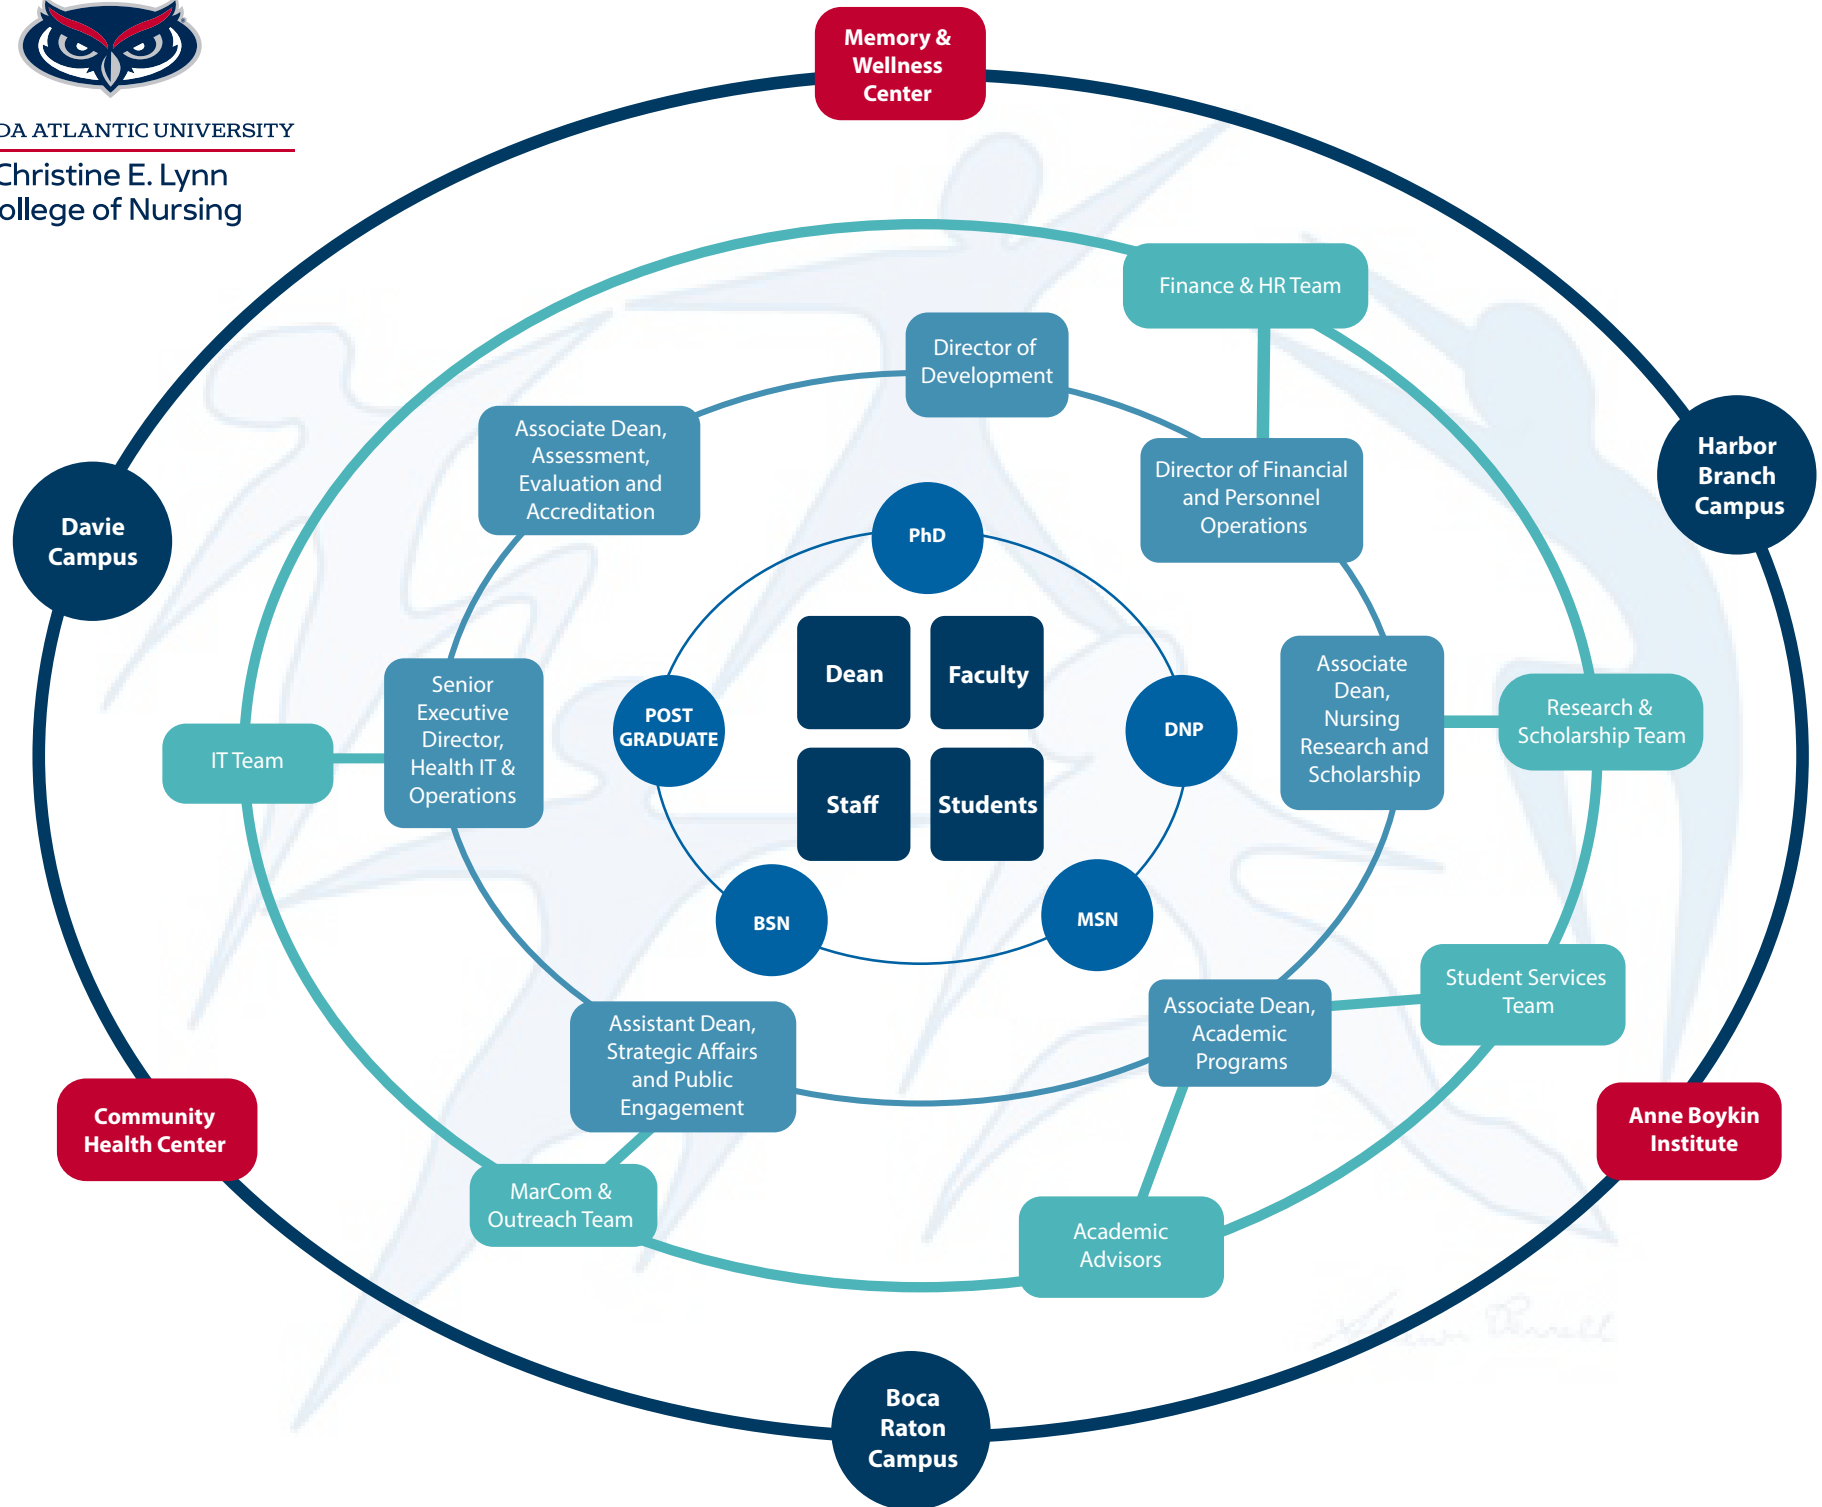 DA ATLANTIC UNIVERSITY
Christine E. Lynn
ollege of Nursing
Memory &
Wellness
Center
Finance & HR Team
Director of
Development
Associate Dean,
Assessment,
Evaluation and
Accreditation
Director of Financial
and Personnel
Operations
Harbor
Branch
Campus
Davie
Campus
PhD
Dean
Faculty
Senior
Executive
Director,
Health IT &
Operations
POST
GRADUATE
DNP
Associate
Dean,
Nursing
Research and
Scholarship
Research &
Scholarship Team
IT Team
Staff
Students
BSN
MSN
Student Services
Team
Assistant Dean,
Strategic Affairs
and Public
Engagement
Associate Dean,
Academic
Programs
Community
Health Center
Anne Boykin
Institute
MarCom &
Outreach Team
Academic
Advisors
Boca
Raton
Campus